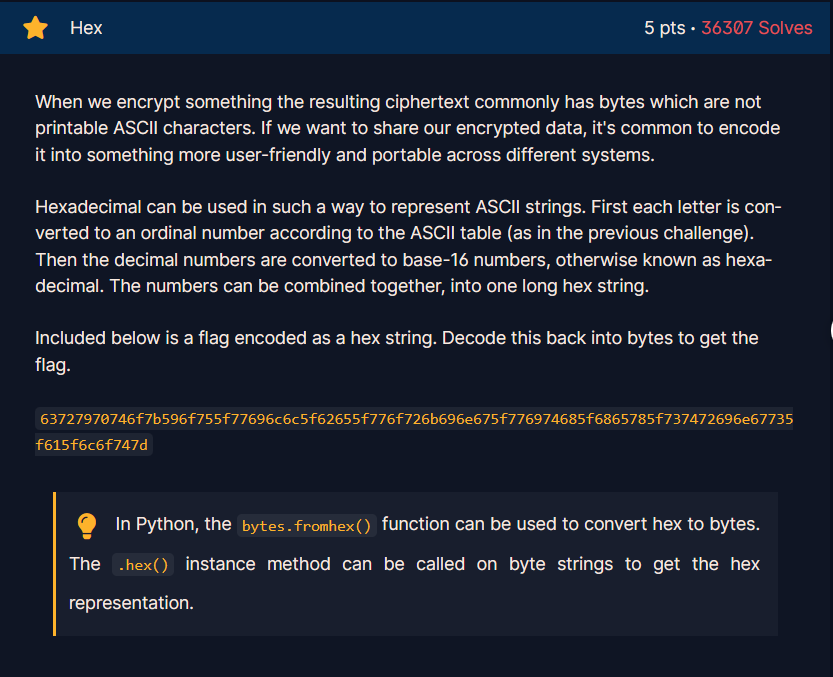 Hex 5 pts • 36307 Solves
When we encrypt something the resulting ciphertext commonly has bytes which are not
printable ASCII characters. If we want to share our encrypted data, it's common to encode
it into something more user-friendly and portable across different systems.
Hexadecimal can be used in such a way to represent ASCII strings. First each letter is con-
verted to an ordinal number according to the ASCII table (as in the previous challenge).
Then the decimal numbers are converted to base-16 numbers, otherwise known as hexa-
decimal. The numbers can be combined together, into one long hex string.
Included below is a flag encoded as a hex string. Decode this back into bytes to get the
flag.
63727970746f7b596f755f77696c6c5f62655f776f726b696e675f776974685f6865785f737472696e67735
f615f6c6f747d
In Python, the bytes.fromhex() function can be used to convert hex to bytes.
The .hex() instance method can be called on byte strings to get the hex
representation.